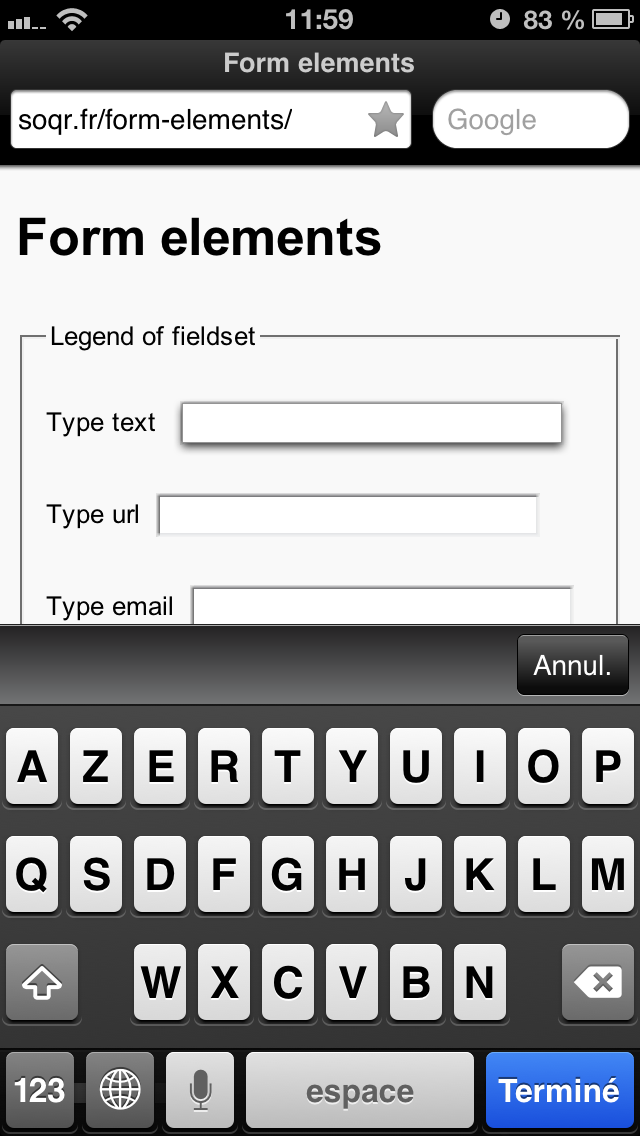 11:59 83 %
Form elements
soqr.fr/form-elements/ Google
Form elements
Legend of fieldset
Type text
Type url
Type email
Annul.
A Z E R T Y U I O P
Q S D F G H J K L M
W X C V B N
123 espace Terminé